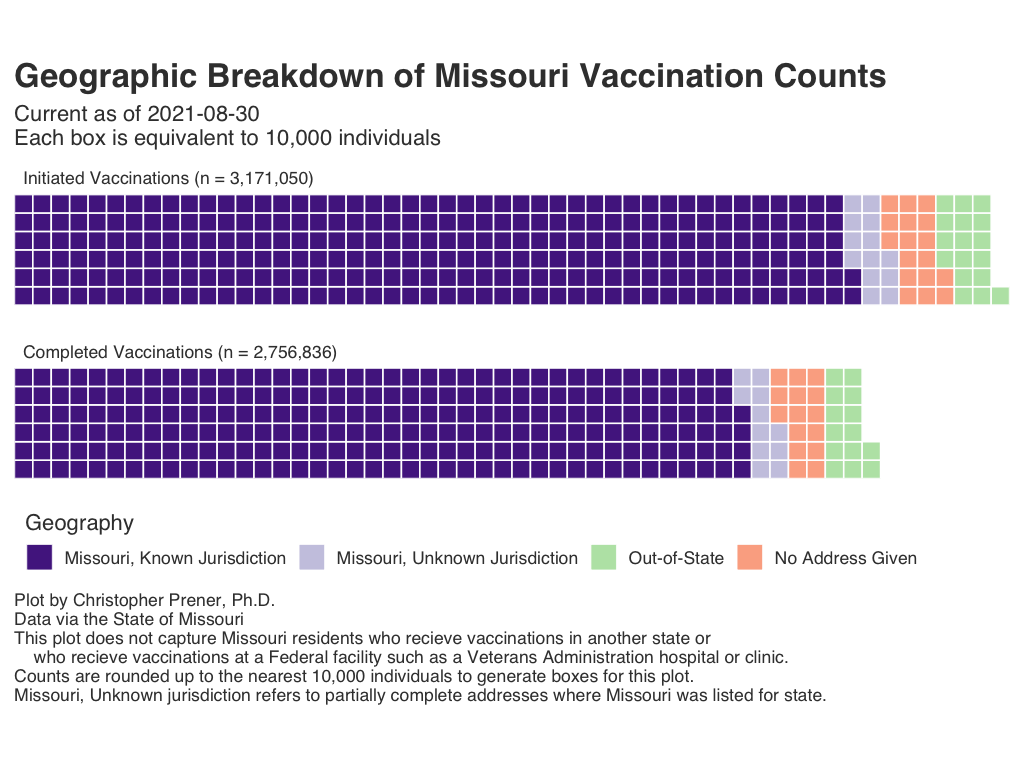 Geographic Breakdown of Missouri Vaccination Counts
Current as of 2021-08-30
Each box is equivalent to 10,000 individuals
Initiated Vaccinations (n = 3,171,050)
Completed Vaccinations (n = 2,756,836)
Geography
Missouri, Known Jurisdiction Missouri, Unknown Jurisdiction Out-of-State No Address Given
Plot by Christopher Prener, Ph.D.
Data via the State of Missouri
This plot does not capture Missouri residents who recieve vaccinations in another state or
who recieve vaccinations at a Federal facility such as a Veterans Administration hospital or clinic.
Counts are rounded up to the nearest 10,000 individuals to generate boxes for this plot.
Missouri, Unknown jurisdiction refers to partially complete addresses where Missouri was listed for state.